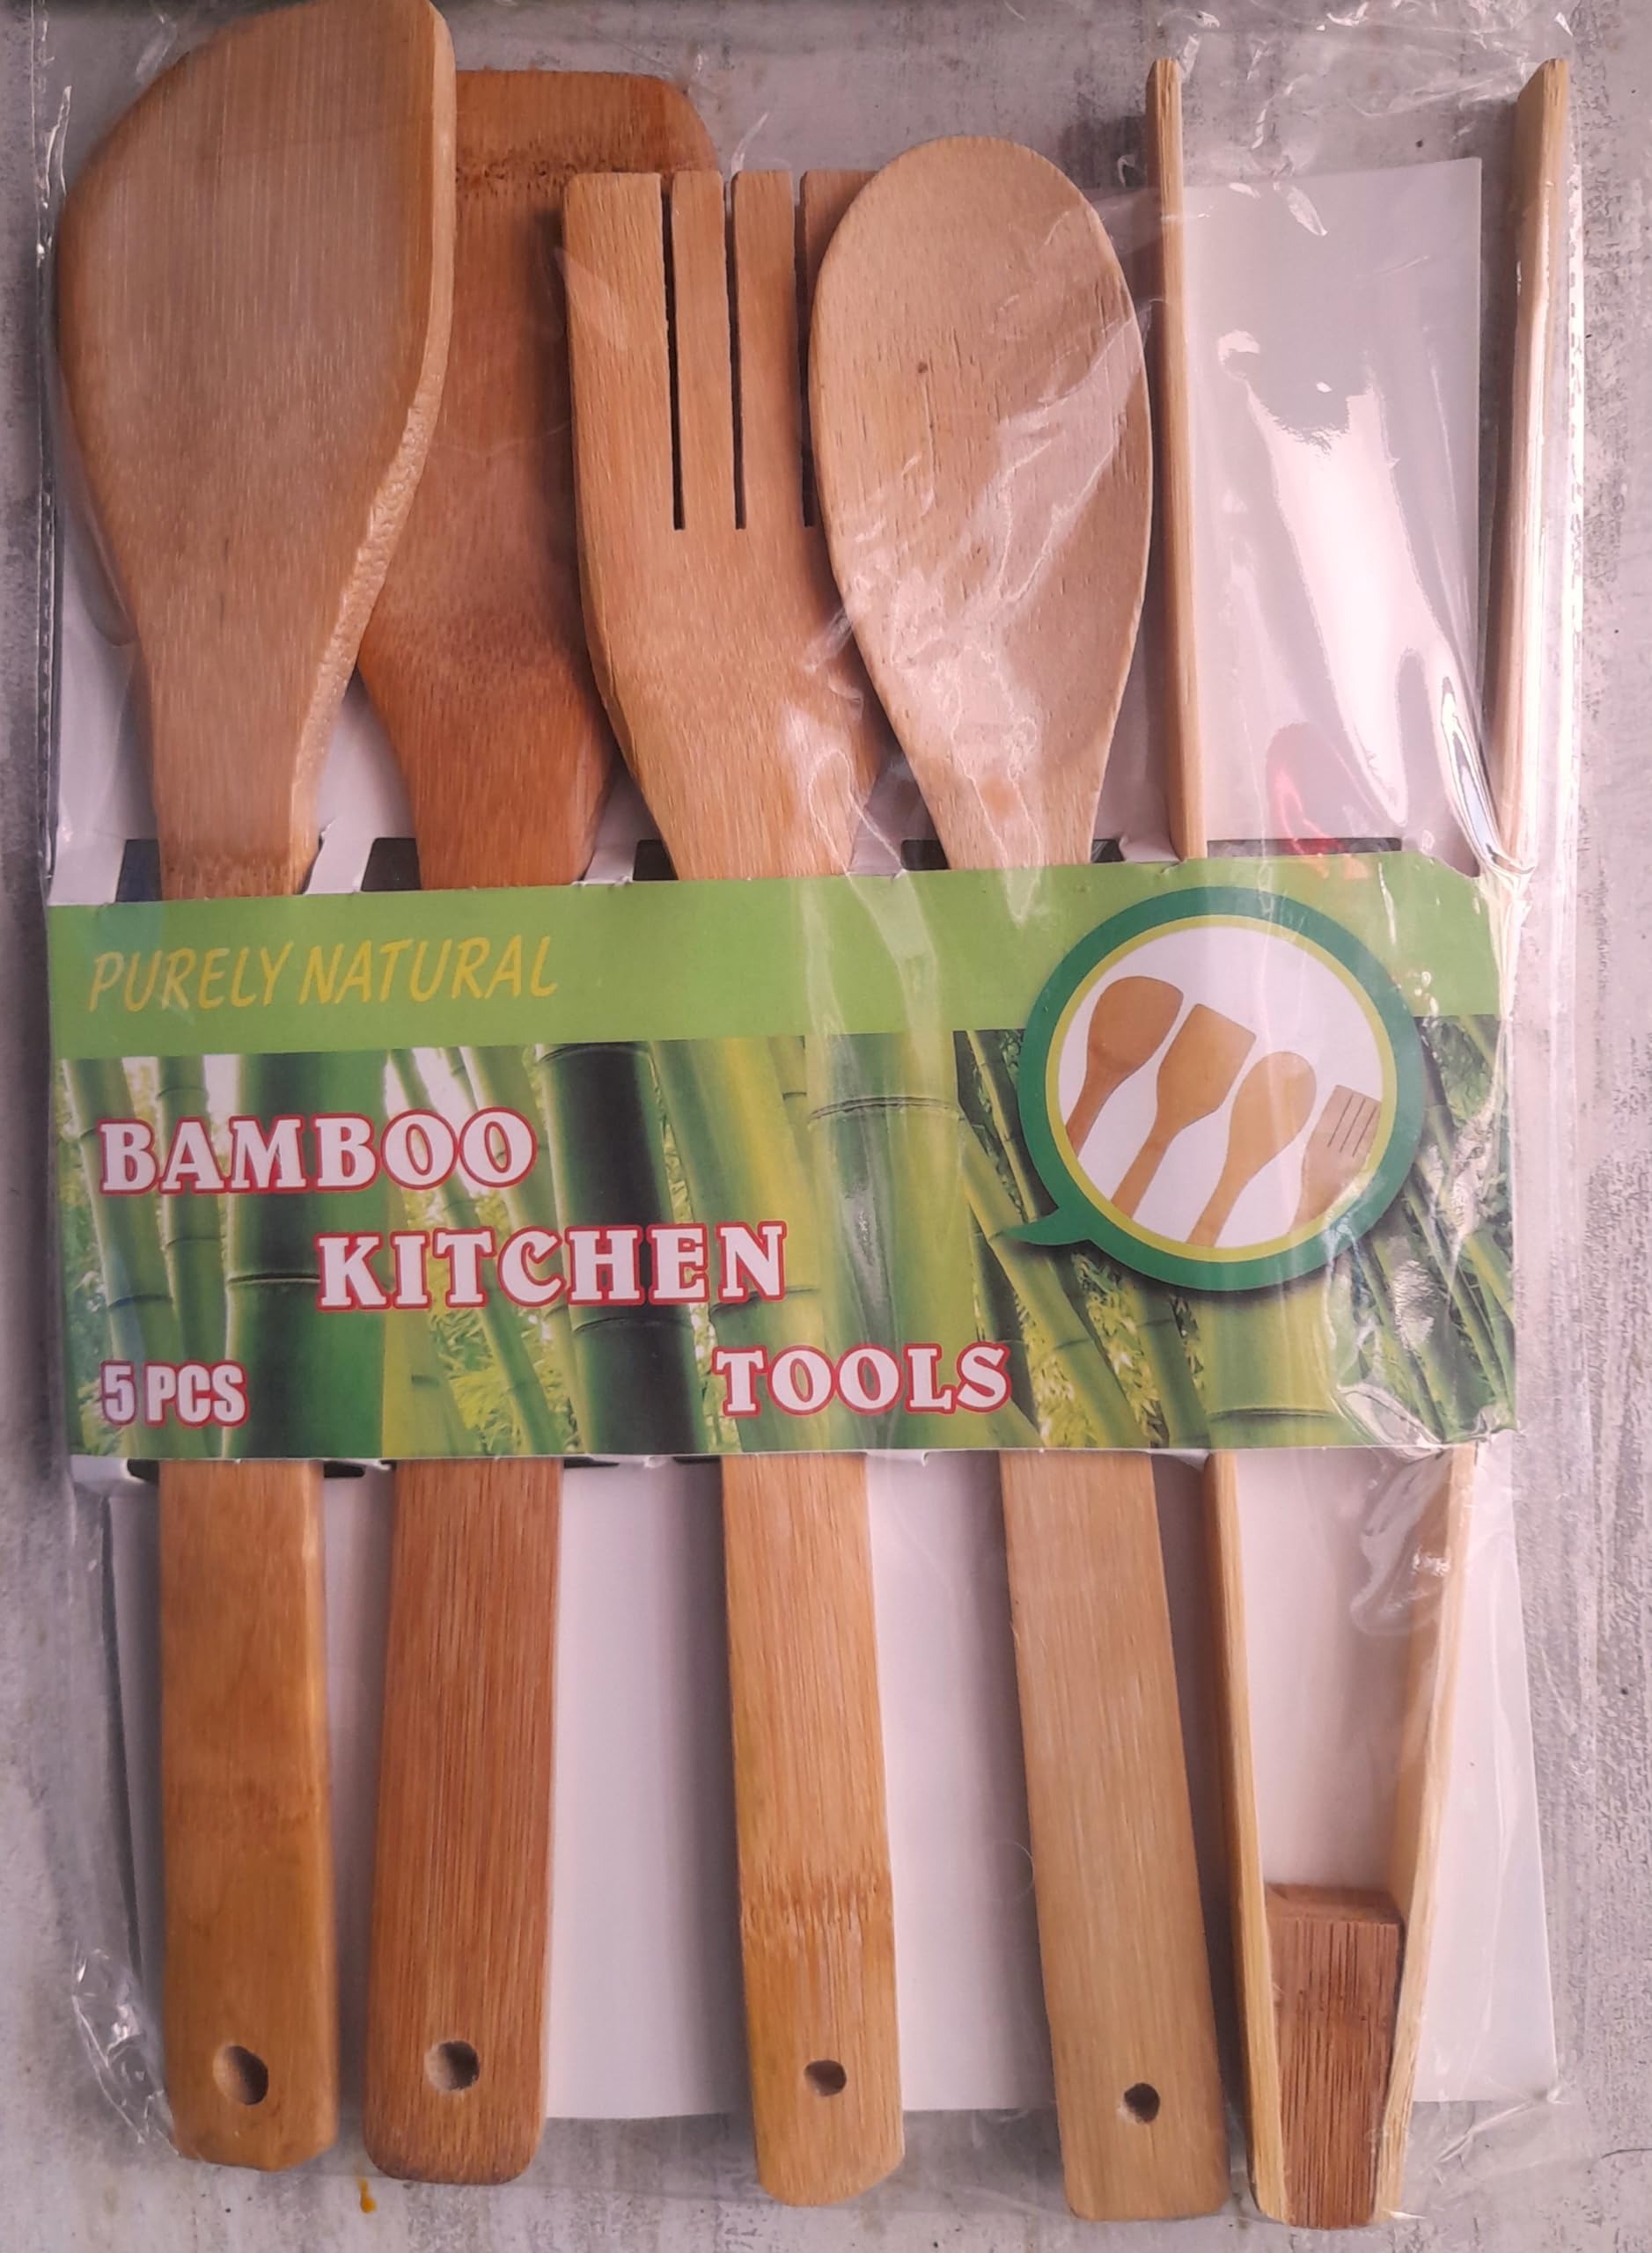 PURELY NATURAL
BAMBOO
KITCHEN
TOOLS
5 PCS